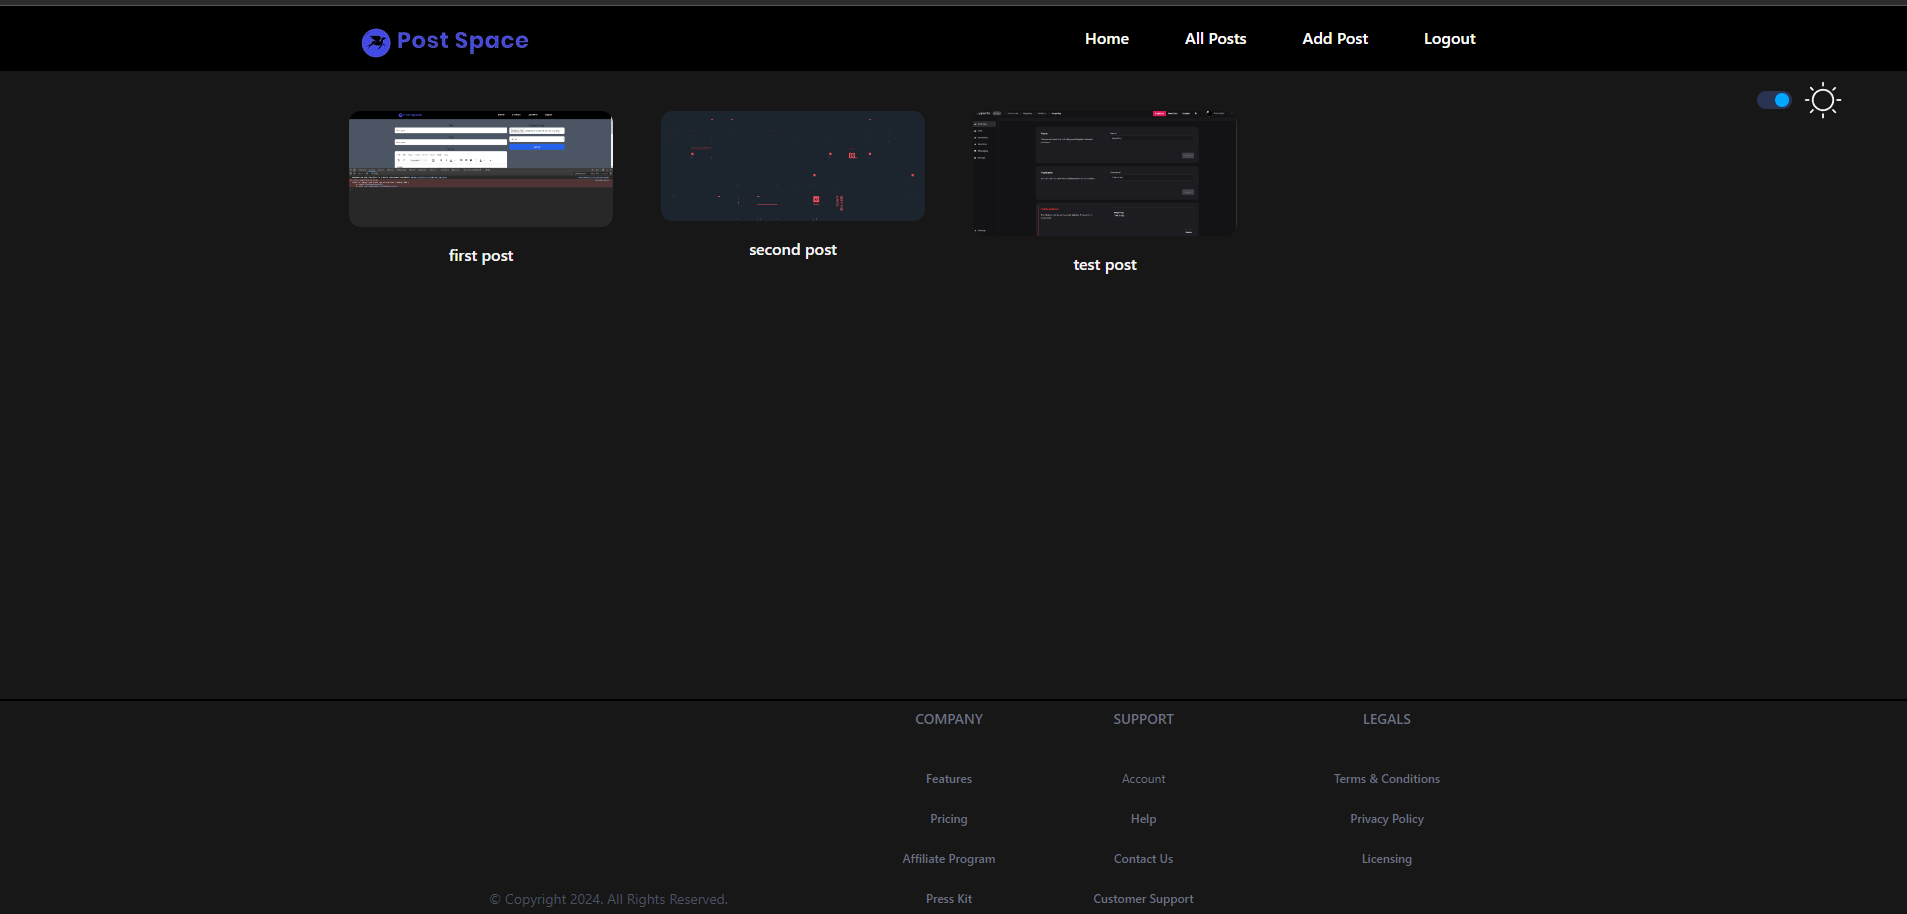 Post Space
Home
All Posts
Add Post
Logout
first post
second post
test post
COMPANY
SUPPORT
LEGALS
Features
Account
Terms & Conditions
Pricing
Help
Privacy Policy
Affiliate Program
Contact Us
Licensing
© Copyright 2024. All Rights Reserved.
Press Kit
Customer Support